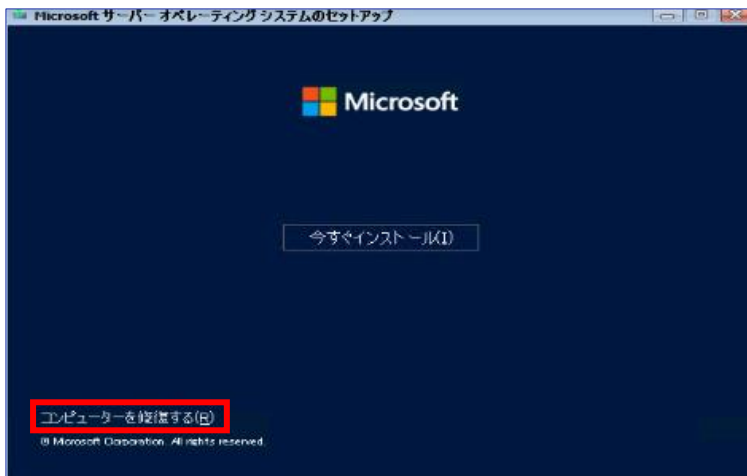 Microsoft サーバー オペレーティング システムのセットアップ
Microsoft
今すぐインストール(I)
コンピューターを修復する(R)
© Microsoft Corporation. All rights reserved.